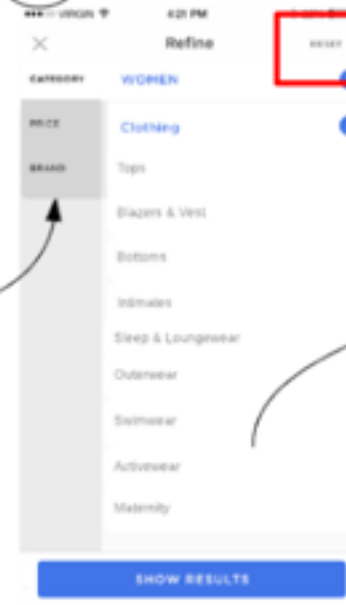 VIRGIN 4:21 PM
Refine RESET
CATEGORY WOMEN
PRICE Clothing
BRAND Tops
Blazers & Vest
Bottoms
Intimates
Sleep & Loungewear
Outerwear
Swimwear
Activewear
Maternity
SHOW RESULTS